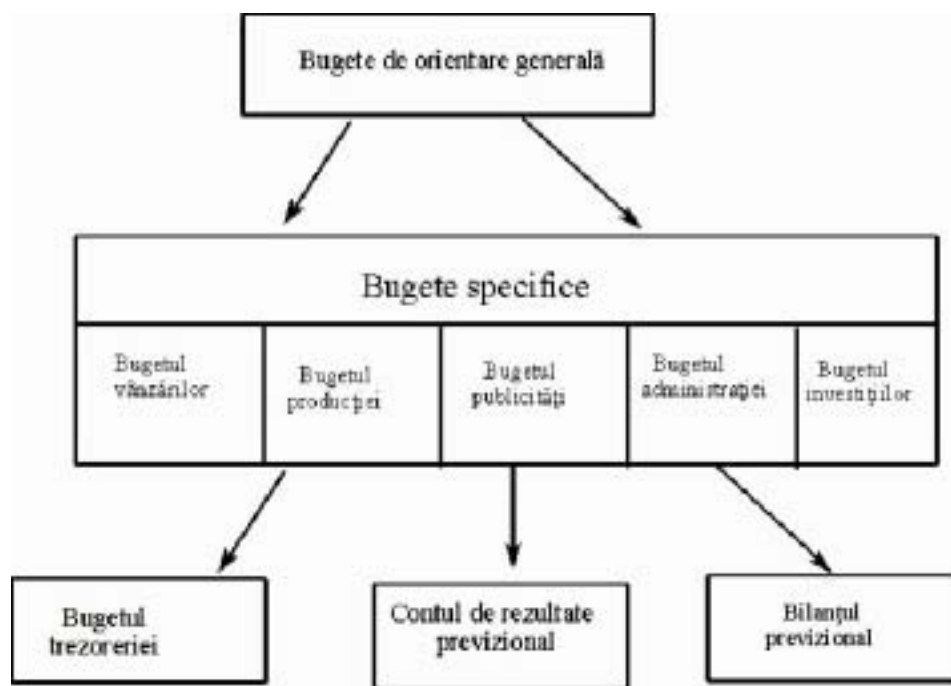 Bugete de orientare generală
Bugete specifice
Bugetul
vânzărilor
Bugetul
producţiei
Bugetul
publicităţi
Bugetul
administraţiei
Bugetul
investiţiilor
Bugetul
trezoreriei
Contul de rezultate
previzional
Bilanţul
previzional